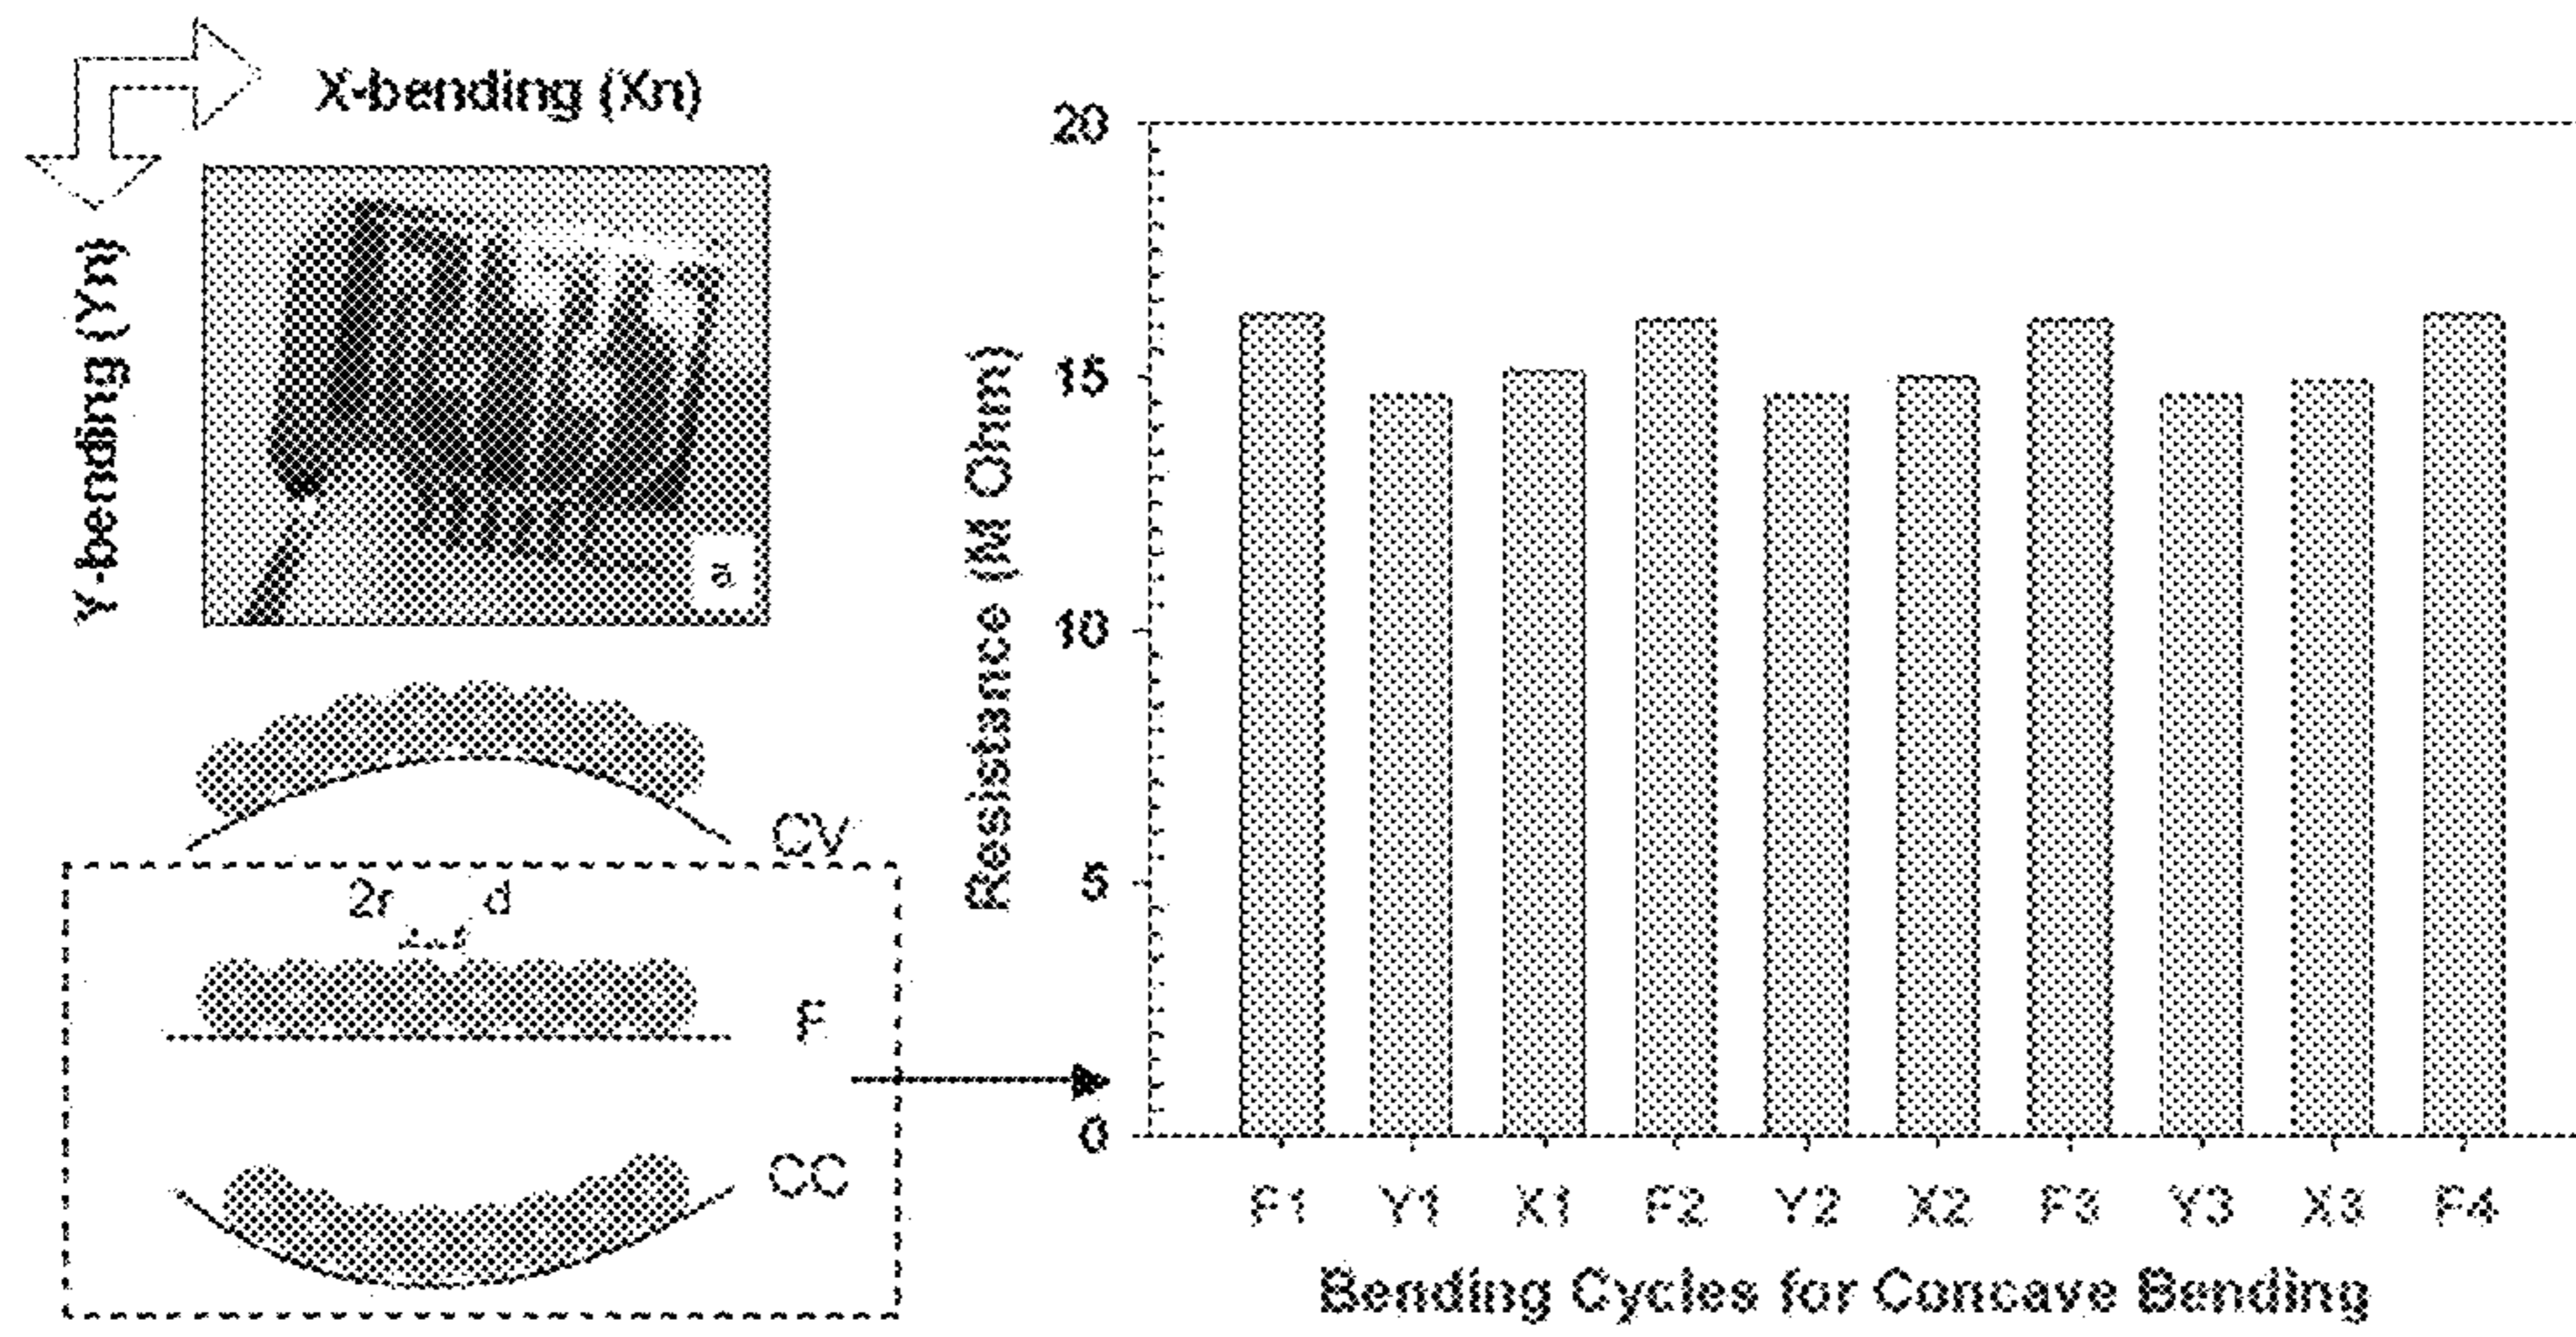 X-bending (Xn)
Y-bending (Yn)
a
CV
2r d
F
CC
Resistance (M Ohm)
20
15
10
5
0
F1 Y1 X1 F2 Y2 X2 F3 Y3 X3 F4
Bending Cycles for Concave Bending